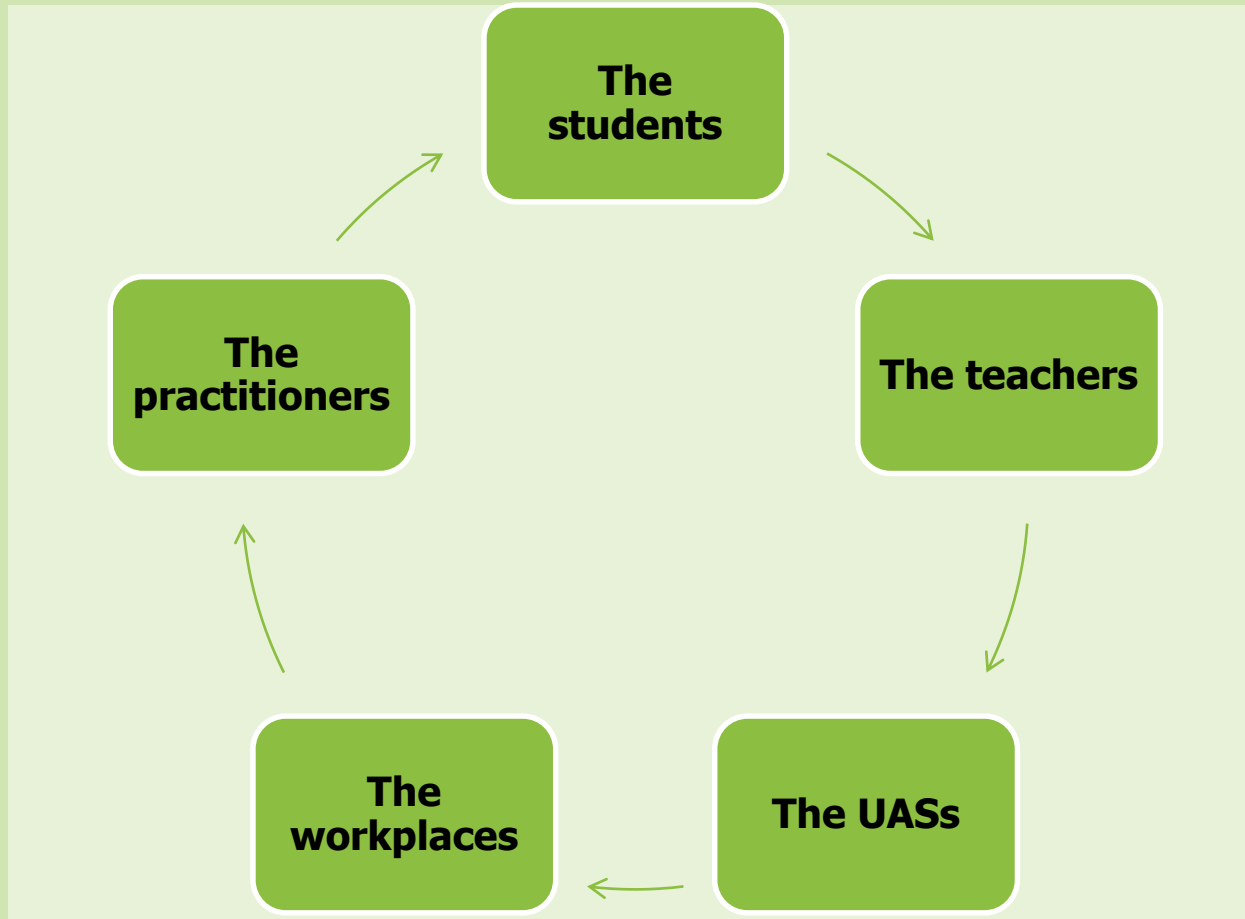 The
students
The teachers
The UASs
The
workplaces
The
practitioners